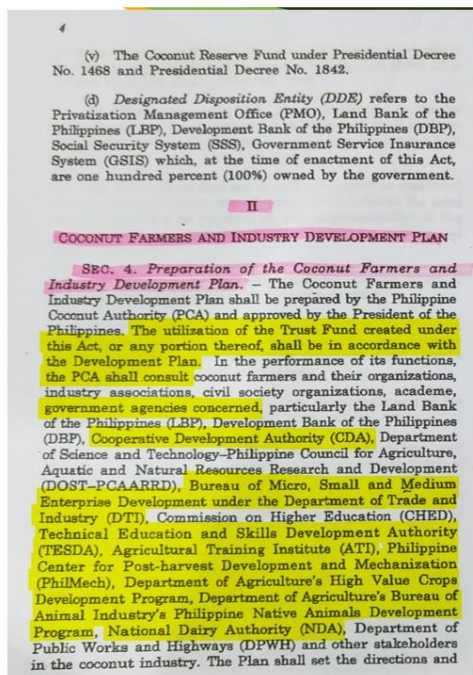 4
(v) The Coconut Reserve Fund under Presidential Decree
No. 1468 and Presidential Decree No. 1842.
(d) Designated Disposition Entity (DDE) refers to the
Privatization Management Office (PMO), Land Bank of the
Philippines (LBP), Development Bank of the Philippines (DBP),
Social Security System (SSS), Government Service Insurance
System (GSIS) which, at the time of enactment of this Act,
are one hundred percent (100%) owned by the government.
II
COCONUT FARMERS AND INDUSTRY DEVELOPMENT PLAN
SEC. 4. Preparation of the Coconut Farmers and
Industry Development Plan. – The Coconut Farmers and
Industry Development Plan shall be prepared by the Philippine
Coconut Authority (PCA) and approved by the President of the
Philippines. The utilization of the Trust Fund created under
this Act, or any portion thereof, shall be in accordance with
the Development Plan. In the performance of its functions,
the PCA shall consult coconut farmers and their organizations,
industry associations, civil society organizations, academe,
government agencies concerned, particularly the Land Bank
of the Philippines (LBP), Development Bank of the Philippines
(DBP), Cooperative Development Authority (CDA), Department
of Science and Technology-Philippine Council for Agriculture,
Aquatic and Natural Resources Research and Development
(DOST-PCAARRD), Bureau of Micro, Small and Medium
Enterprise Development under the Department of Trade and
Industry (DTI), Commission on Higher Education (CHED),
Technical Education and Skills Development Authority
(TESDA), Agricultural Training Institute (ATI), Philippine
Center for Post-harvest Development and Mechanization
(PhilMech), Department of Agriculture's High Value Crops
Development Program, Department of Agriculture's Bureau of
Animal Industry's Philippine Native Animals Development
Program, National Dairy Authority (NDA), Department of
Public Works and Highways (DPWH) and other stakeholders
in the coconut industry. The Plan shall set the directions and